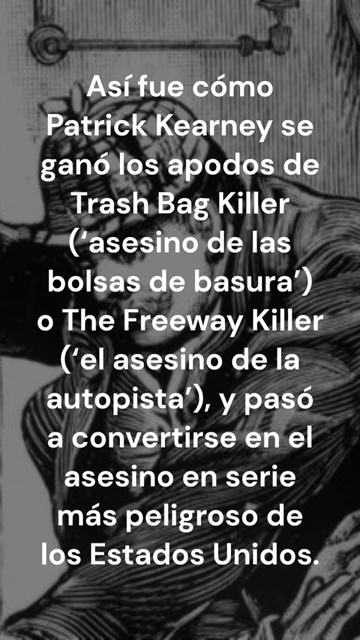 Así fue cómo
Patrick Kearney se
ganó los apodos de
Trash Bag Killer
(‘asesino de las
bolsas de basura’)
o The Freeway Killer
(‘el asesino de la
autopista’), y pasó
a convertirse en el
asesino en serie
más peligroso de
los Estados Unidos.